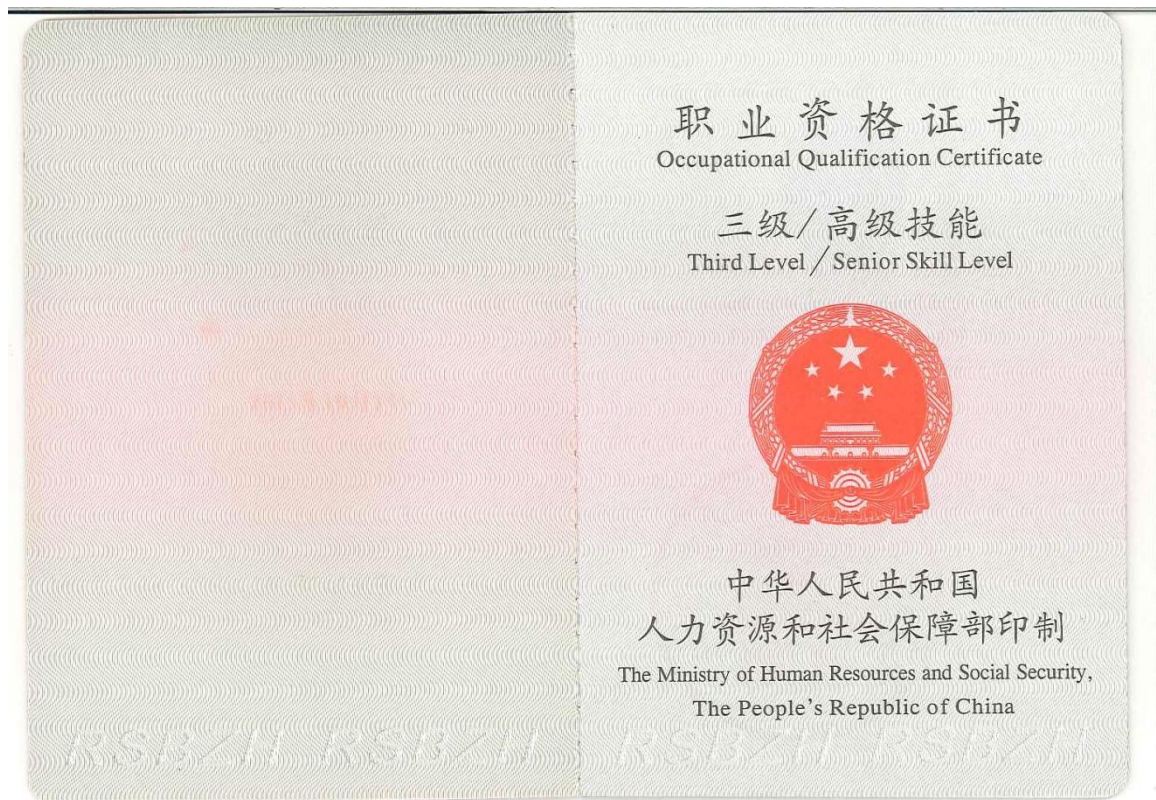 职业资格证书
Occupational Qualification Certificate
三级/高级技能
Third Level/Senior Skill Level
中华人民共和国
人力资源和社会保障部印制
The Ministry of Human Resources and Social Security,
The People's Republic of China
RSBZH RSBZH RSBZH RSBZH